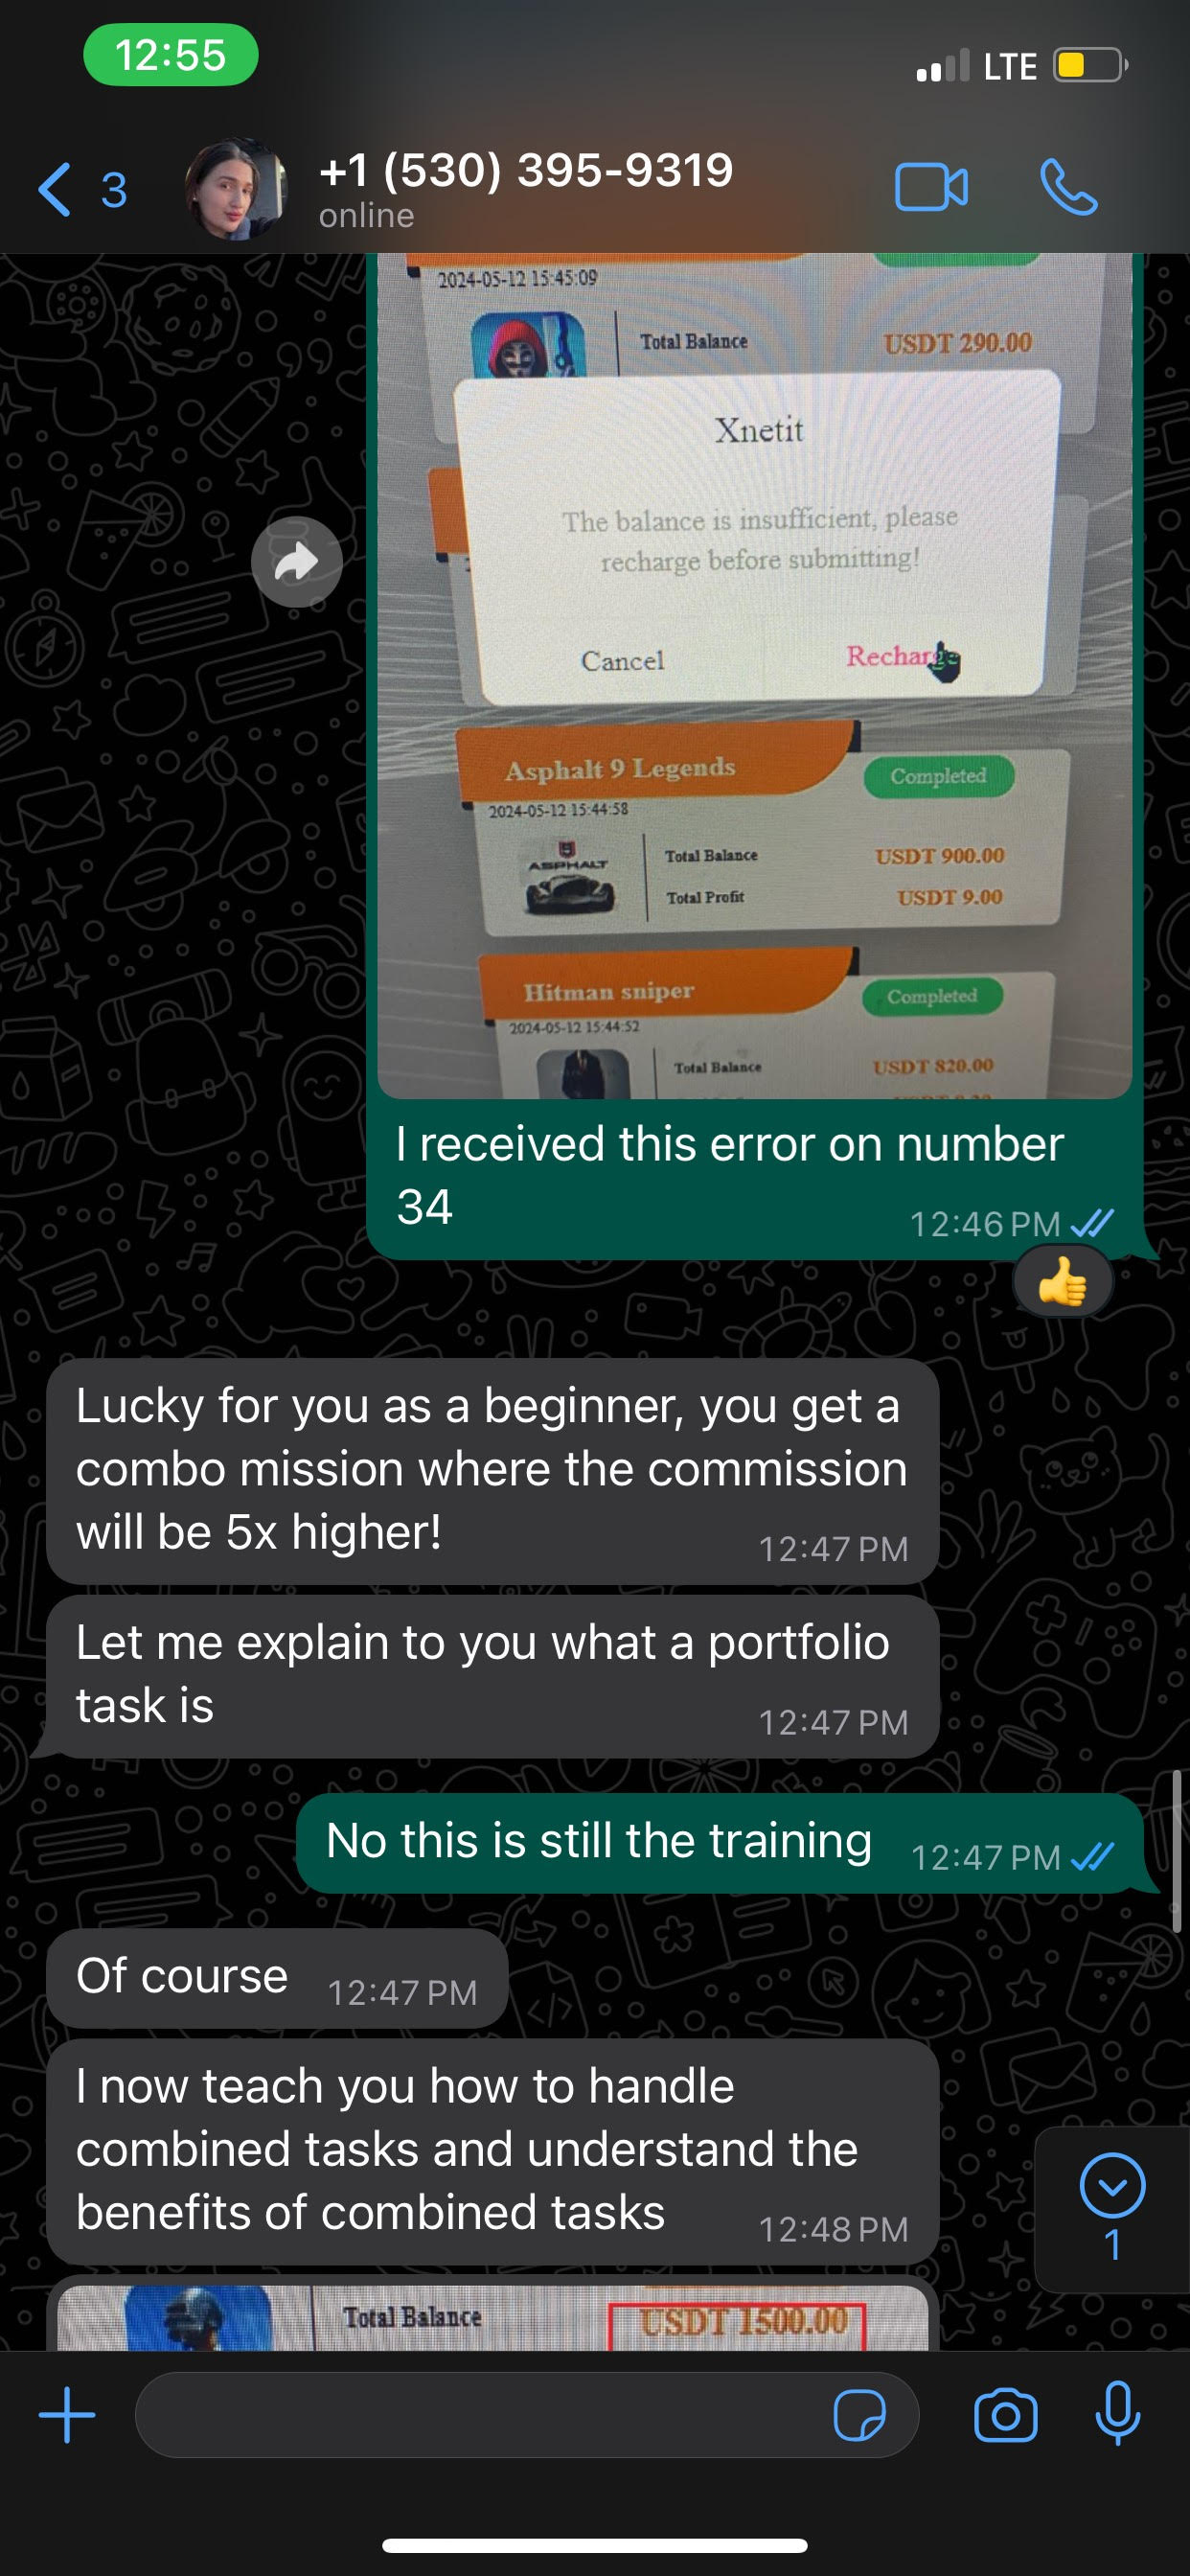 12:55
LTE
3
+1 (530) 395-9319
online
2024-05-12 15:45:09
Total Balance USDT 290.00
Xnetit
The balance is insufficient, please
recharge before submitting!
Cancel Recharge
Asphalt 9 Legends Completed
2024-05-12 15:44:58
ASPHALT
Total Balance USDT 900.00
Total Profit USDT 9.00
Hitman sniper Completed
2024-05-12 15:44:52
Total Balance USDT 820.00
I received this error on number
34
12:46 PM
Lucky for you as a beginner, you get a
combo mission where the commission
will be 5x higher!
12:47 PM
Let me explain to you what a portfolio
task is
12:47 PM
No this is still the training 12:47 PM
Of course 12:47 PM
I now teach you how to handle
combined tasks and understand the
benefits of combined tasks
12:48 PM
1
Total Balance USDT 1500.00